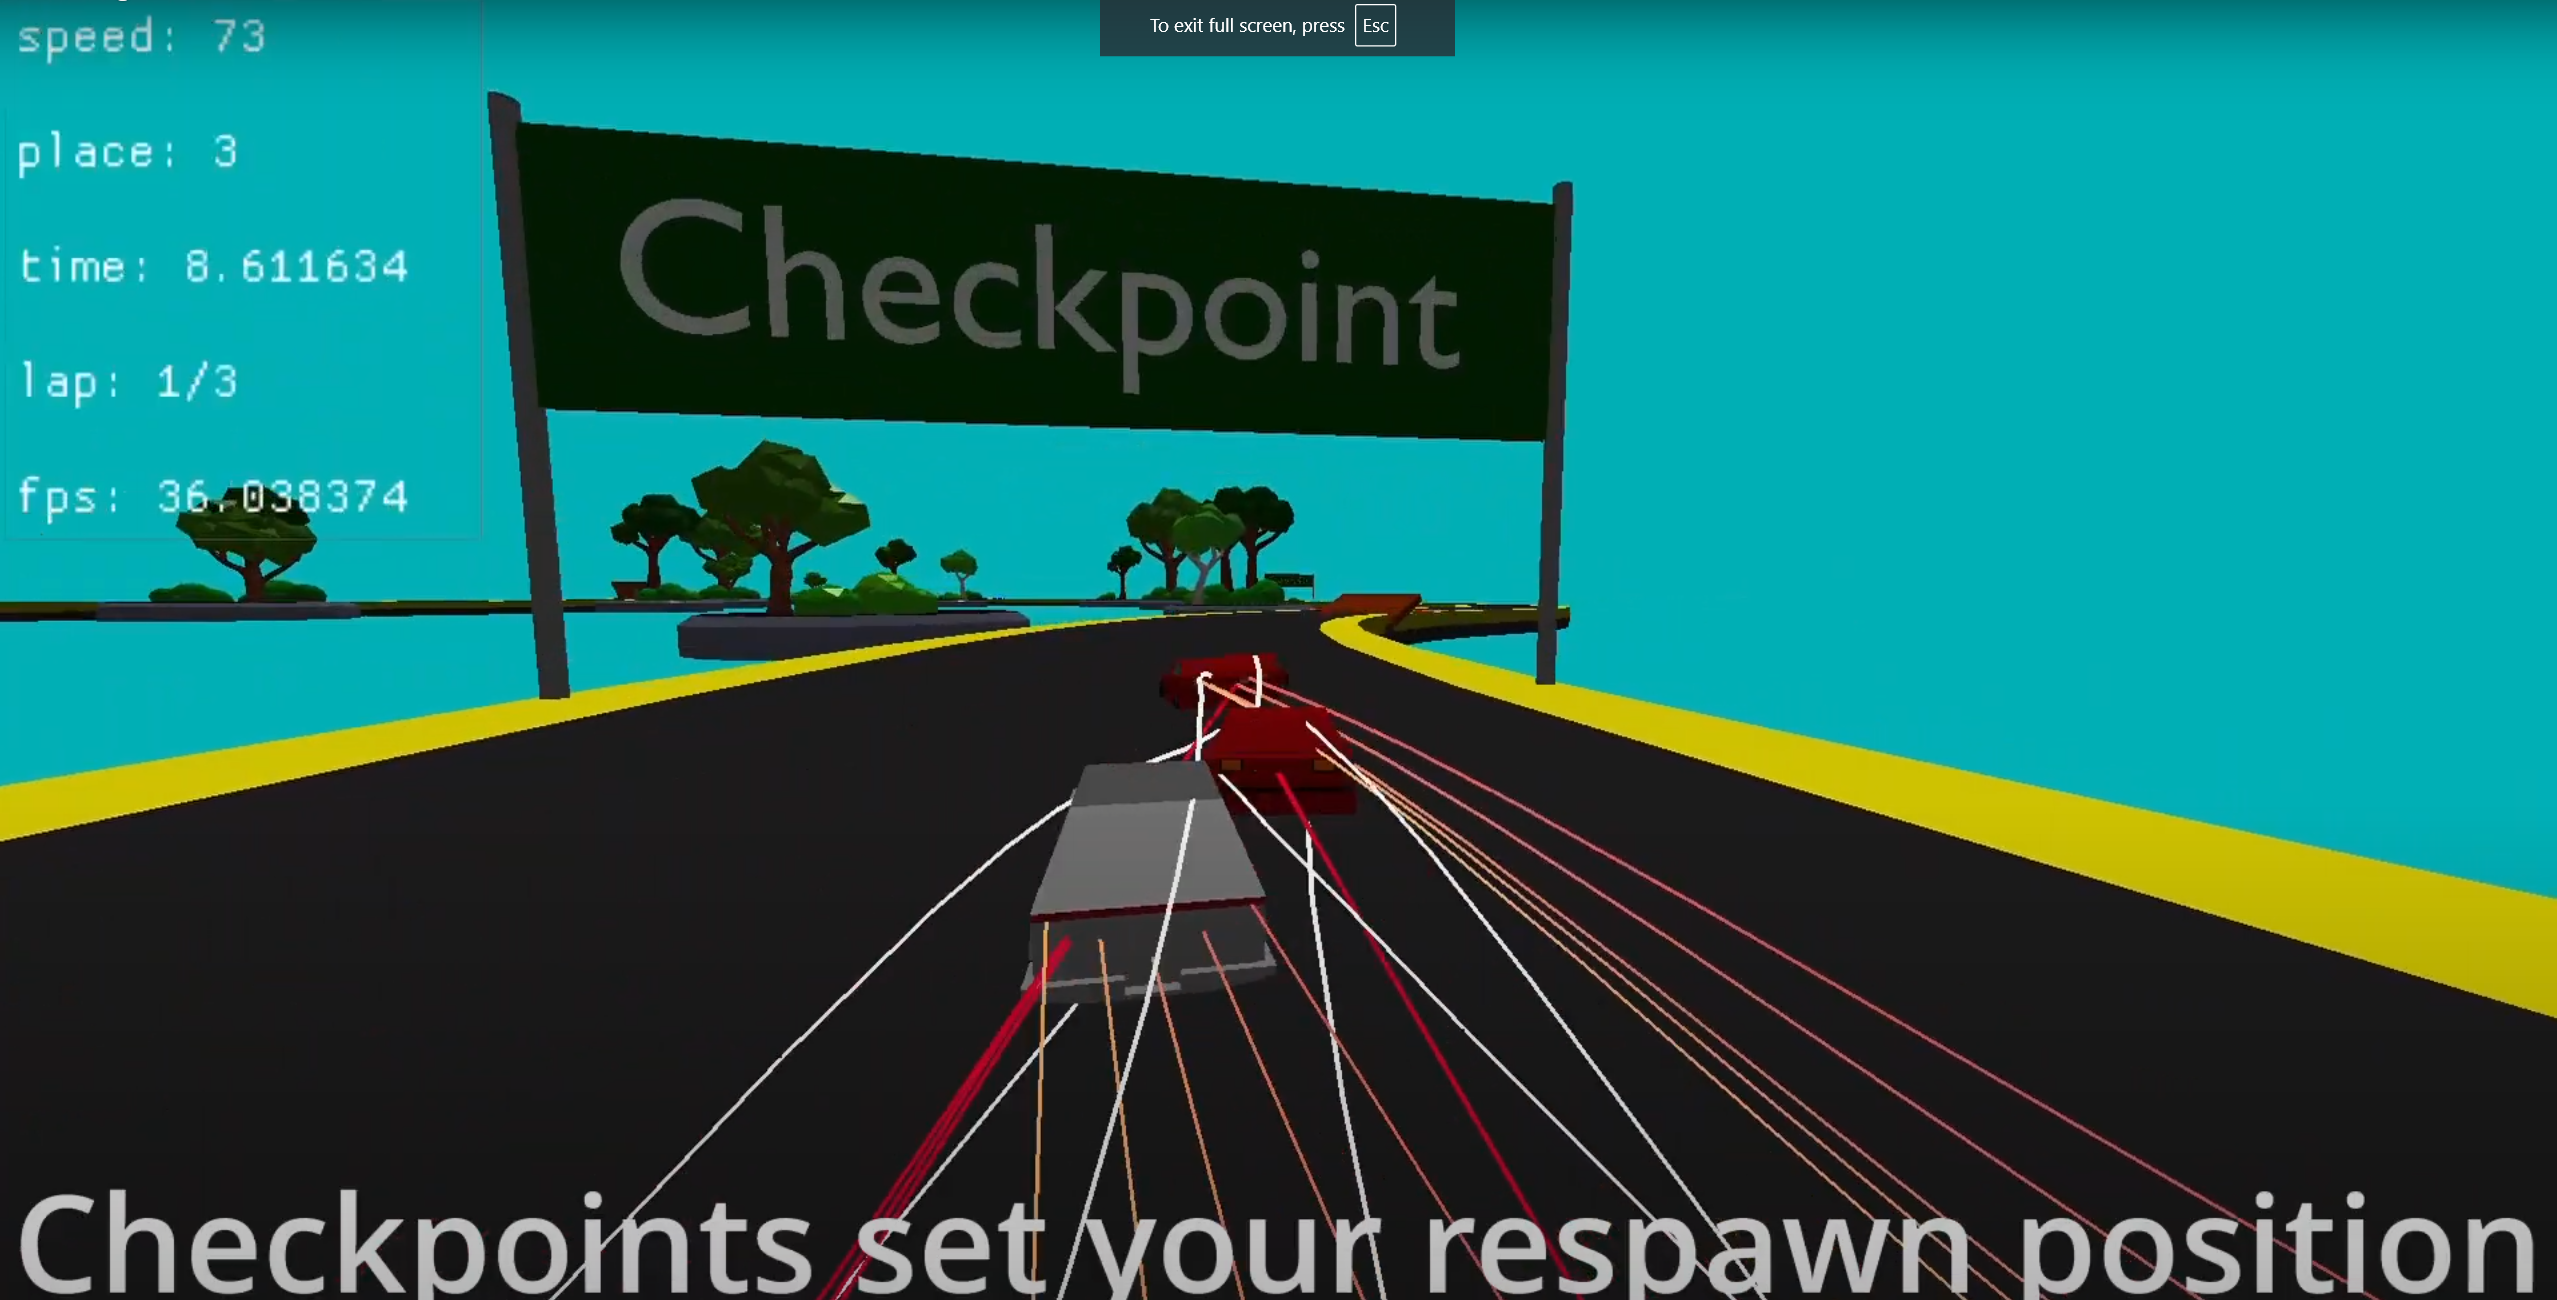 To exit full screen, press Esc
speed: 73
place: 3
time: 8.611634
lap: 1/3
fps: 36.038374
Checkpoint
Checkpoints set your respawn position